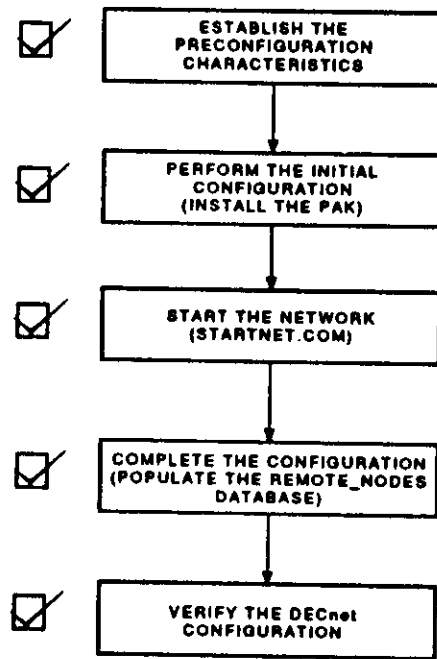 ESTABLISH THE
PRECONFIGURATION
CHARACTERISTICS
PERFORM THE INITIAL
CONFIGURATION
(INSTALL THE PAK)
START THE NETWORK
(STARTNET.COM)
COMPLETE THE CONFIGURATION
(POPULATE THE REMOTE_NODES
DATABASE)
VERIFY THE DECnet
CONFIGURATION